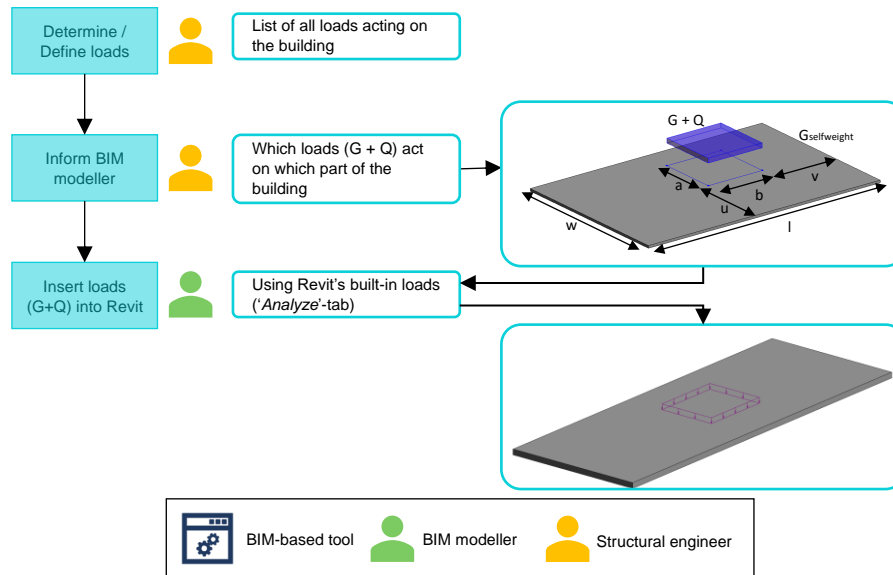 Determine /
Define loads
List of all loads acting on
the building
Inform BIM
modeller
Which loads (G + Q) act
on which part of the
building
G + Q
Gselfweight
a
b
v
u
w
l
Insert loads
(G+Q) into Revit
Using Revit's built-in loads
('Analyze'-tab)
BIM-based tool
BIM modeller
Structural engineer